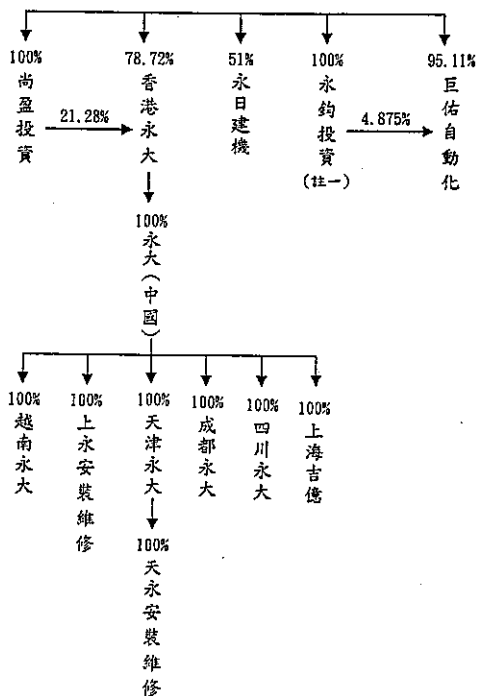 100%
尚盈投資
21.28%
78.72%
香港永大
51%
永日建機
100%
永鈞投資
(註一)
4.875%
95.11%
巨佑自動化
100%
永大(中國)
100%
越南永大
100%
上永安裝維修
100%
天津永大
100%
成都永大
100%
四川永大
100%
上海吉億
100%
天永安裝維修